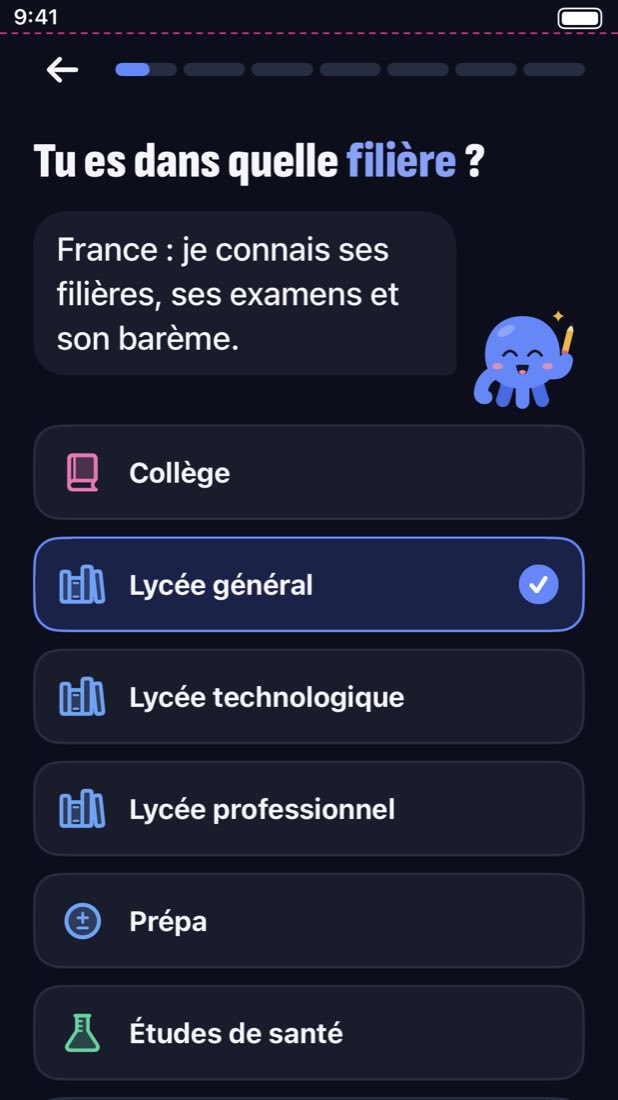 9:41
Tu es dans quelle filière ?
France : je connais ses
filières, ses examens et
son barème.
Collège
Lycée général
Lycée technologique
Lycée professionnel
Prépa
Études de santé